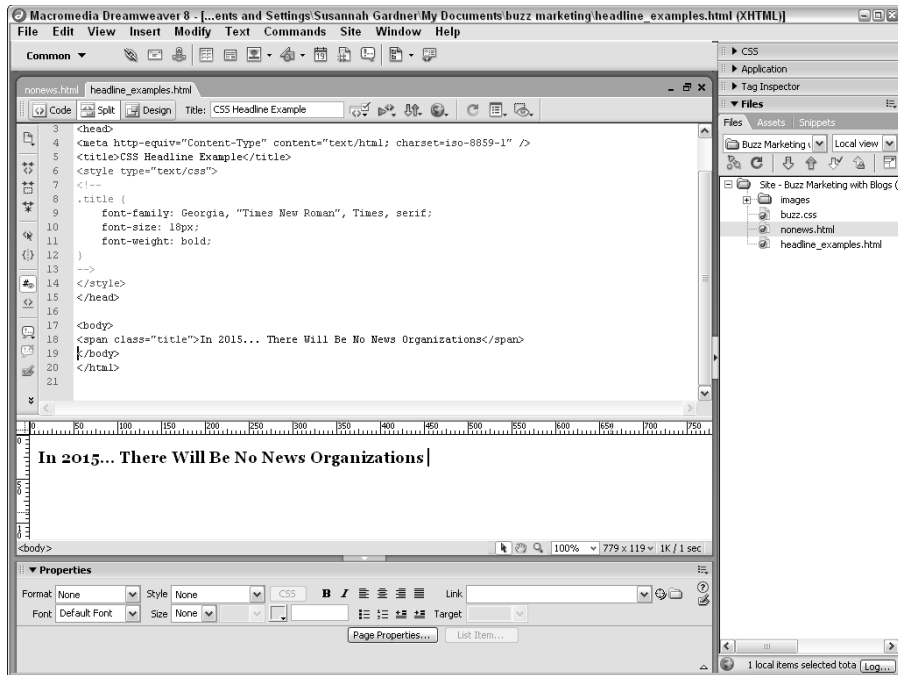 Macromedia Dreamweaver 8 - [...ents and Settings\Susannah Gardner\My Documents\buzz marketing\headline_examples.html (XHTML)]
File Edit View Insert Modify Text Commands Site Window Help
Common
nonews.html headline_examples.html
Code Split Design Title: CSS Headline Example
3 <head>
4 <meta http-equiv="Content-Type" content="text/html; charset=iso-8859-1" />
5 <title>CSS Headline Example</title>
6 <style type="text/css">
7 <!--
8 .title {
9 font-family: Georgia, "Times New Roman", Times, serif;
10 font-size: 18px;
11 font-weight: bold;
12 }
13 -->
14 </style>
15 </head>
16
17 <body>
18 <span class="title">In 2015... There Will Be No News Organizations</span>
19 </body>
20 </html>
21
0 50 100 150 200 250 300 350 400 450 500 550 600 650 700 750
0
50
In 2015... There Will Be No News Organizations
<body>
100% 779 x 119 1K / 1 sec
Properties
Format None Style None CSS B I Link
Font Default Font Size None Target
Page Properties... List Item...
CSS
Application
Tag Inspector
Files
Files Assets Snippets
Buzz Marketing Local view
Site - Buzz Marketing with Blogs (
images
buzz.css
nonews.html
headline_examples.html
1 local items selected tota Log...